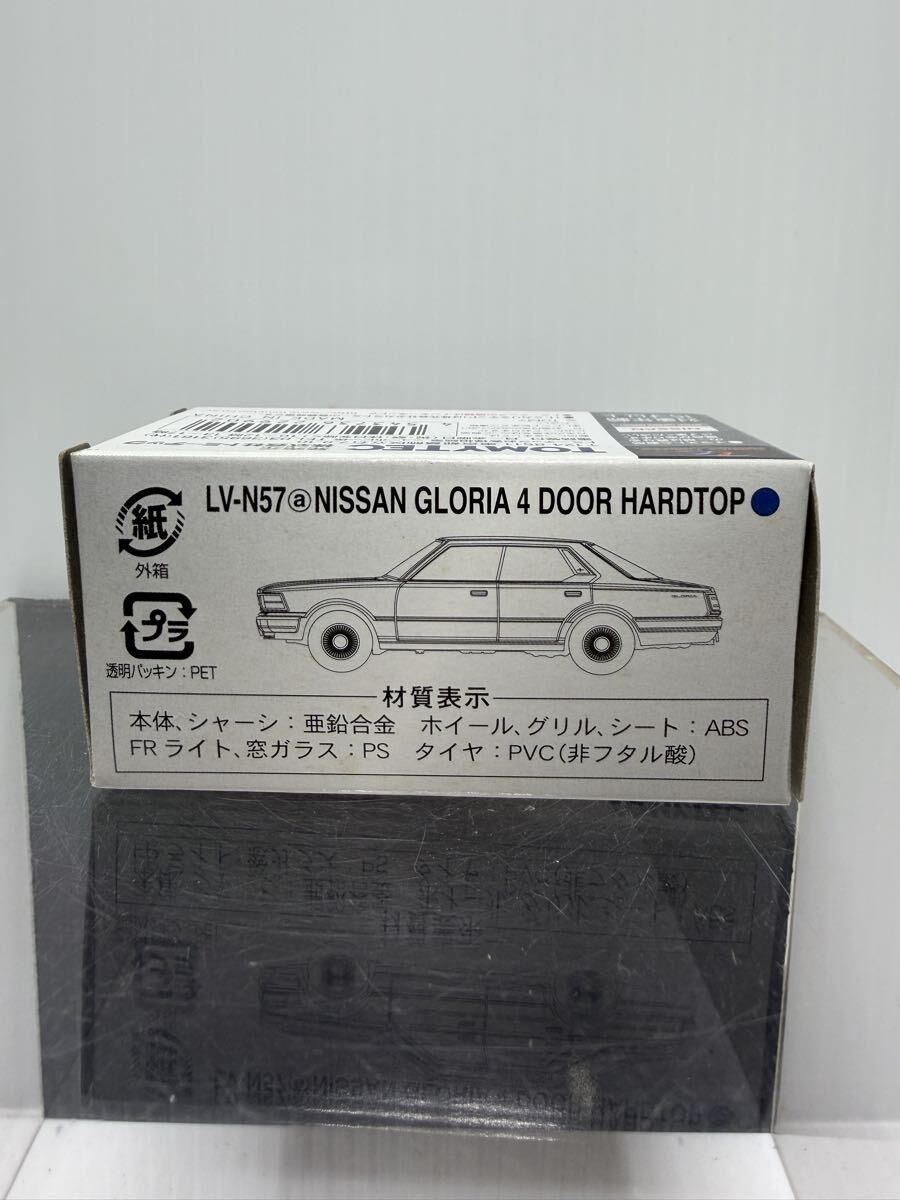 TOMYTEC
LV-N57ⓐNISSAN GLORIA 4 DOOR HARDTOP
紙
外箱
プラ
透明パッキン：PET
GLORIA
材質表示
本体、シャーシ：亜鉛合金 ホイール、グリル、シート：ABS
FRライト、窓ガラス：PS タイヤ：PVC(非フタル酸)